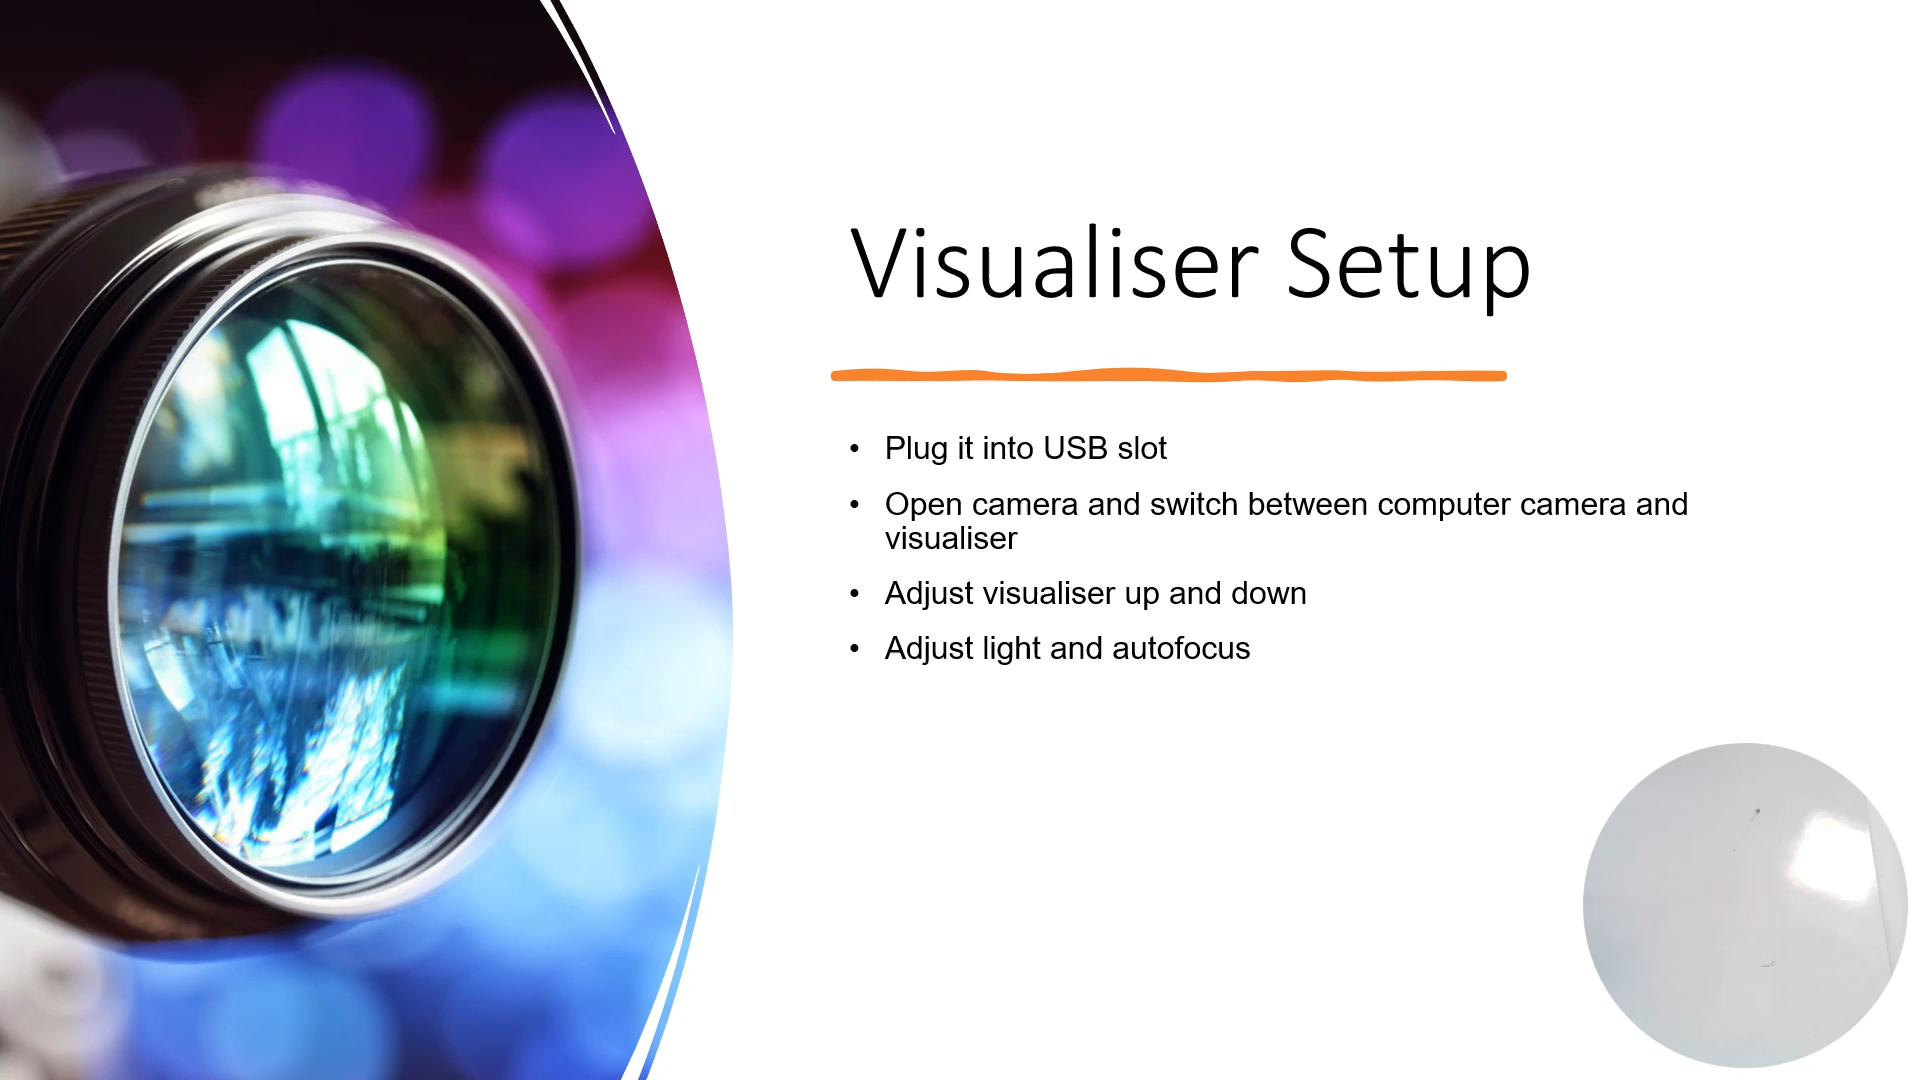 Visualiser Setup
• Plug it into USB slot
• Open camera and switch between computer camera and
visualiser
• Adjust visualiser up and down
• Adjust light and autofocus